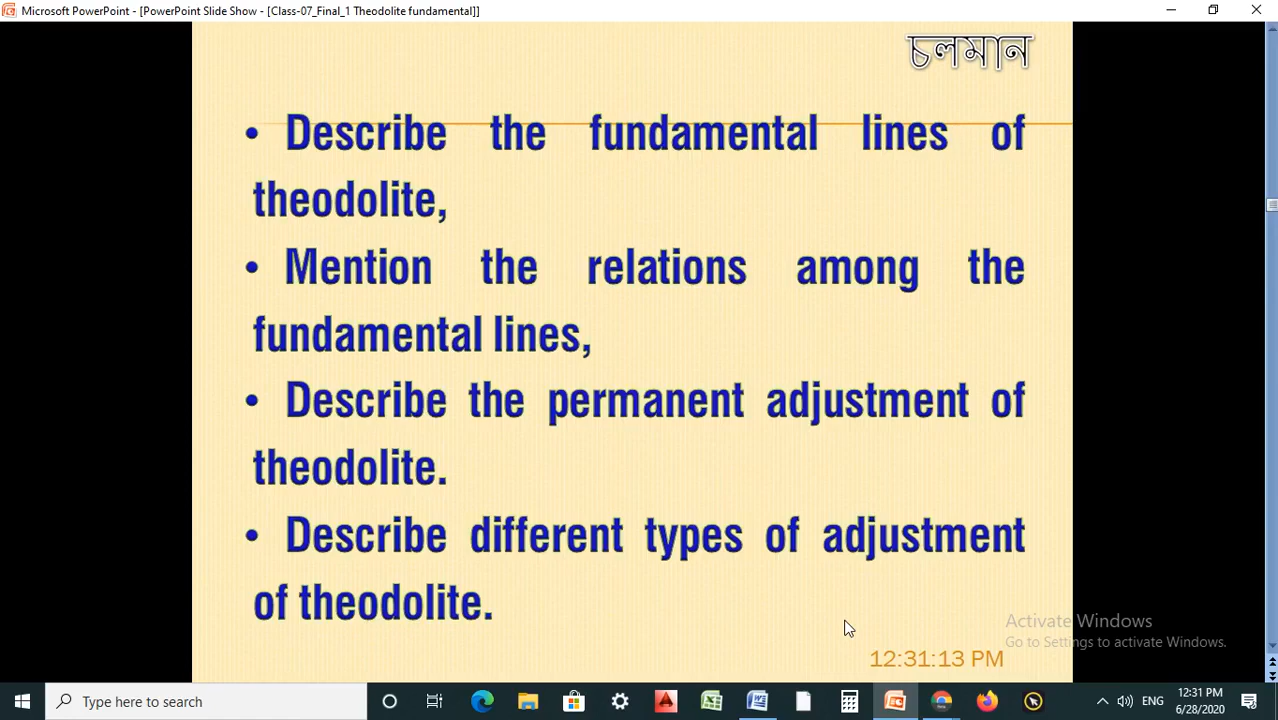 Microsoft PowerPoint - [PowerPoint Slide Show - [Class-07_Final_1 Theodolite fundamental]]
চলমান
• Describe the fundamental lines of
theodolite,
• Mention the relations among the
fundamental lines,
• Describe the permanent adjustment of
theodolite.
• Describe different types of adjustment
of theodolite.
Activate Windows
Go to Settings to activate Windows.
12:31:13 PM
Type here to search
ENG
12:31 PM
6/28/2020